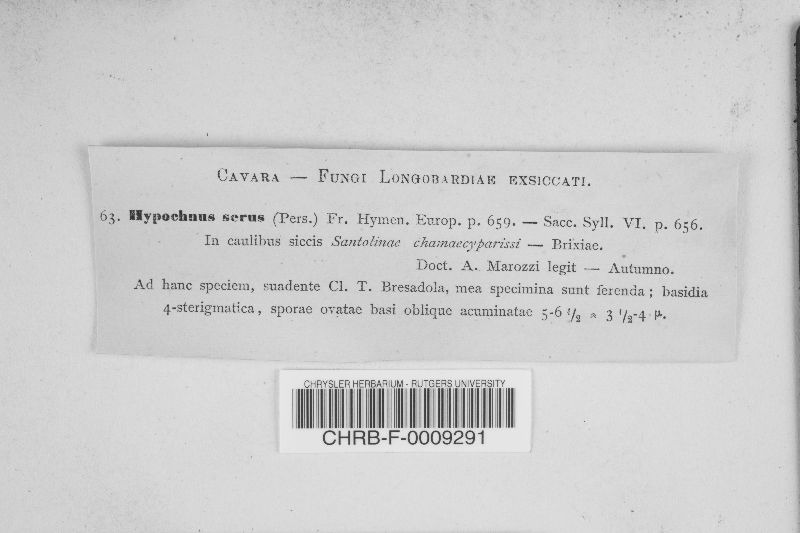 CAVARA — FUNGI LONGOBARDIAE EXSICCATI.
63. Hypochnus serus (Pers.) Fr. Hymen. Europ. p. 659. — Sacc. Syll. VI. p. 656.
In caulibus siccis Santolinae chamaecyparissi — Brixiae.
Doct. A. Marozzi legit — Autumno.
Ad hanc speciem, suadente Cl. T. Bresadola, mea specimina sunt ferenda; basidia
4-sterigmatica, sporae ovatae basi oblique acuminatae 5-6 1/2 * 3 1/2-4 μ.
CHRYSLER HERBARIUM - RUTGERS UNIVERSITY
CHRB-F-0009291